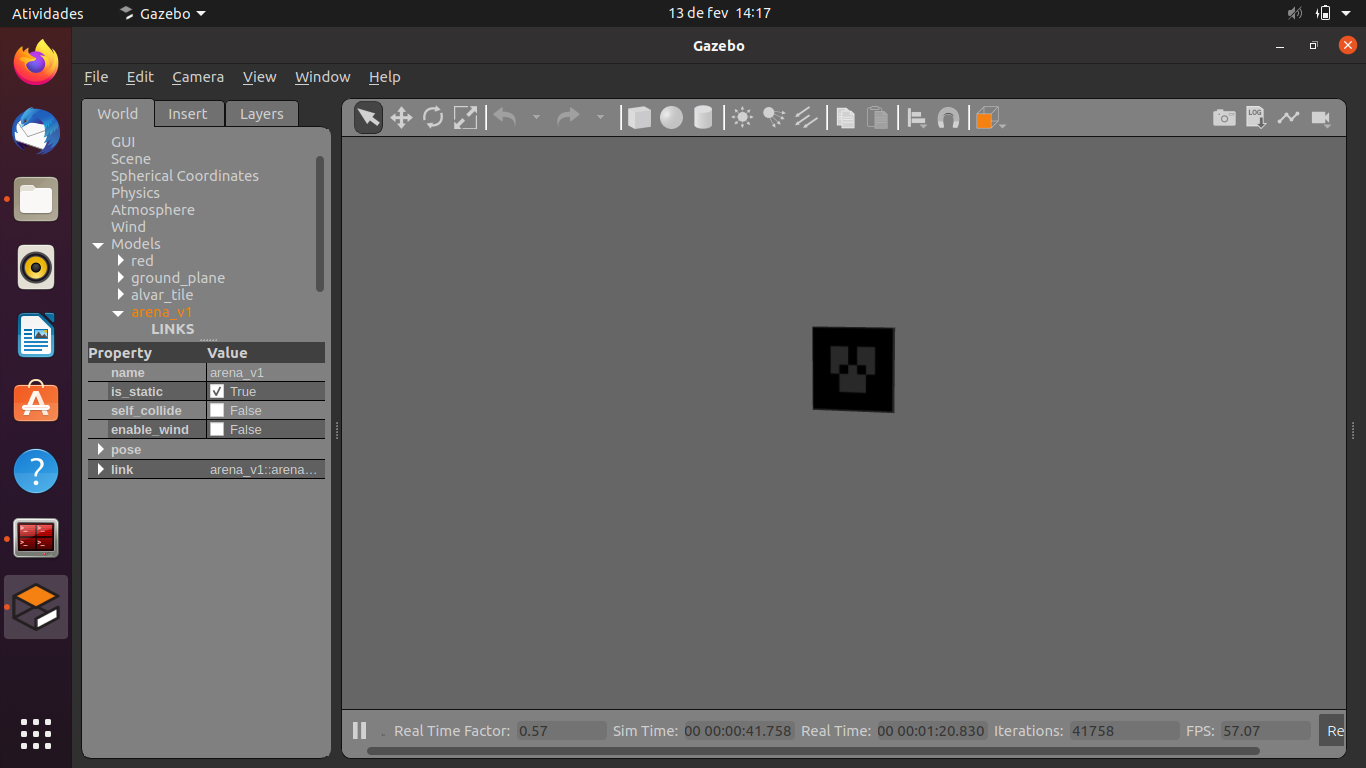 Atividades Gazebo 13 de fev 14:17
Gazebo
File Edit Camera View Window Help
World Insert Layers
LOG
GUI
Scene
Spherical Coordinates
Physics
Atmosphere
Wind
Models
red
ground_plane
alvar_tile
arena_v1
LINKS
Property Value
name arena_v1
is_static True
self_collide False
enable_wind False
pose
link arena_v1::arena...
Real Time Factor: 0.57 Sim Time: 00 00:00:41.758 Real Time: 00 00:01:20.830 Iterations: 41758 FPS: 57.07 Re